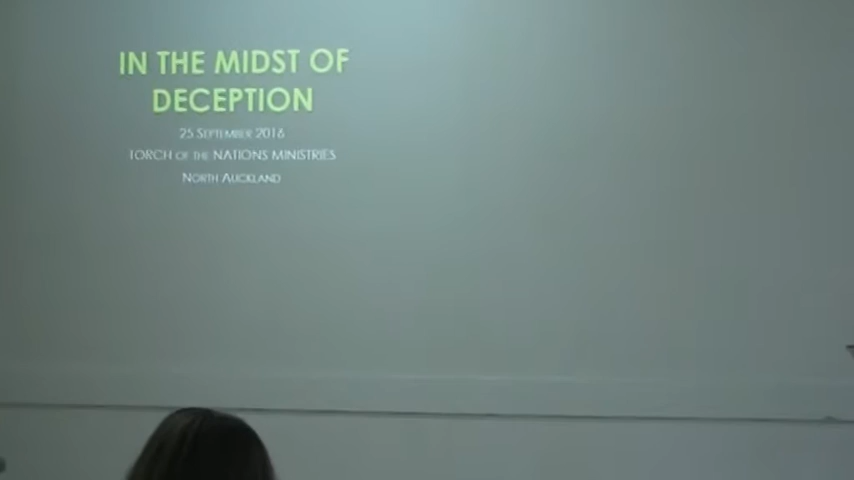 IN THE MIDST OF
DECEPTION
25 SEPTEMBER 2016
TORCH OF THE NATIONS MINISTRIES
NORTH AUCKLAND